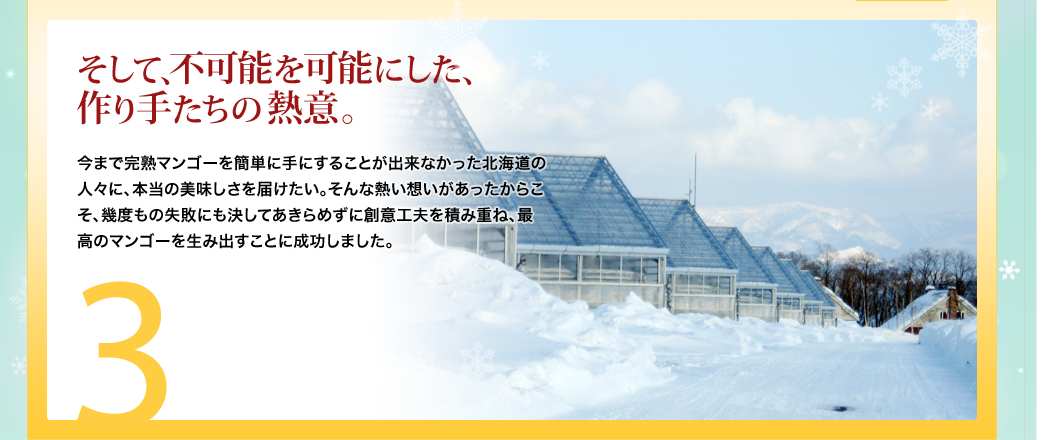 そして、不可能を可能にした、
作り手たちの熱意。
今まで完熟マンゴーを簡単に手にすることが出来なかった北海道の
人々に、本当の美味しさを届けたい。そんな熱い想いがあったからこ
そ、幾度もの失敗にも決してあきらめずに創意工夫を積み重ね、最
高のマンゴーを生み出すことに成功しました。
3